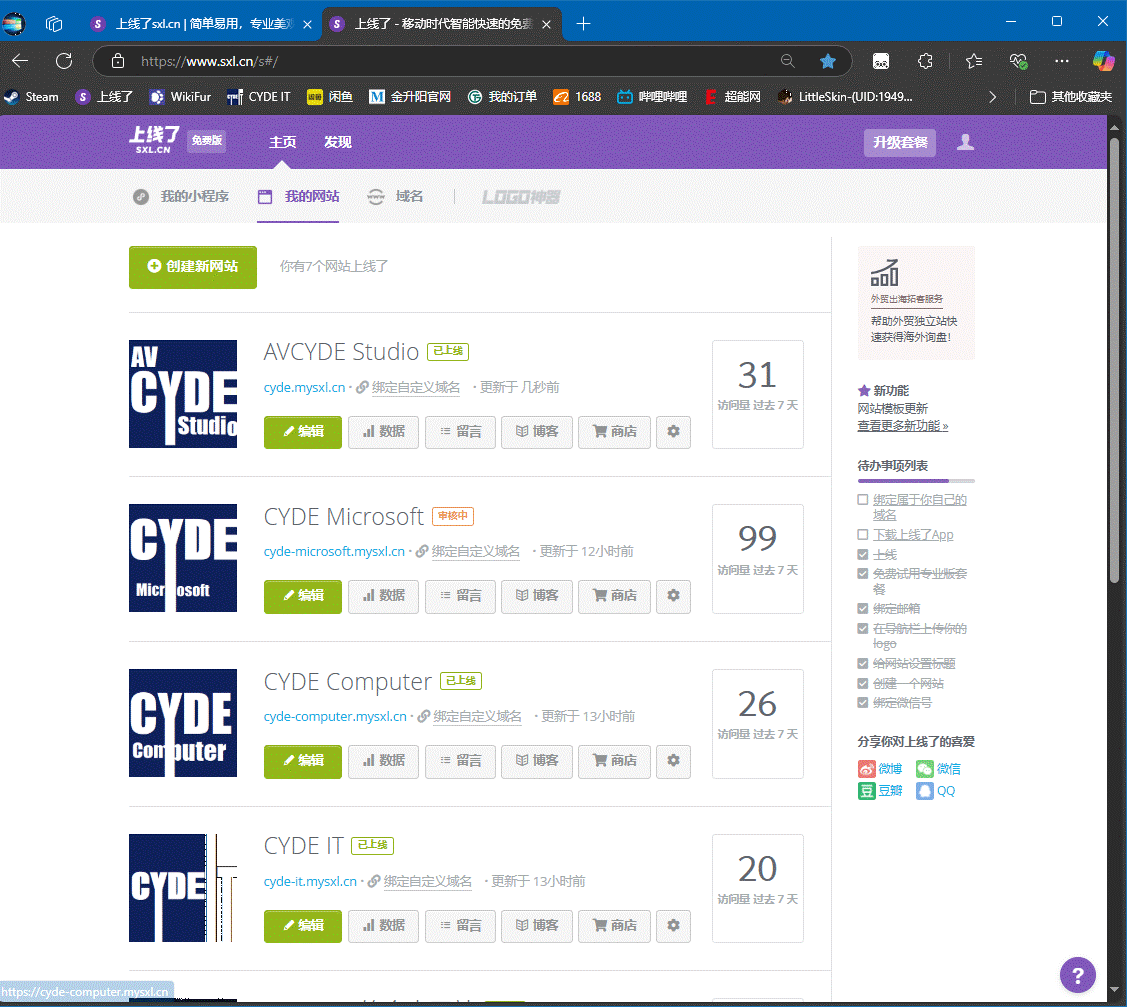 上线了sxl.cn | 简单易用，专业美观
上线了 - 移动时代智能快速的免费
https://www.sxl.cn/s#/
Steam 上线了 WikiFur CYDE IT 闲鱼 金升阳官网 我的订单 1688 哔哩哔哩 超能网 LittleSkin-(UID:1949... 其他收藏夹
上线了 SXL.CN 免费版 主页 发现 升级套餐
我的小程序 我的网站 域名 LOGO神器
创建新网站 你有7个网站上线了
AV CYDE Studio
AVCYDE Studio 已上线
cyde.mysxl.cn · 绑定自定义域名 · 更新于 几秒前
编辑 数据 留言 博客 商店
31
访问量 过去 7 天
CYDE Microsoft
CYDE Microsoft 审核中
cyde-microsoft.mysxl.cn · 绑定自定义域名 · 更新于 12小时前
编辑 数据 留言 博客 商店
99
访问量 过去 7 天
CYDE Computer
CYDE Computer 已上线
cyde-computer.mysxl.cn · 绑定自定义域名 · 更新于 13小时前
编辑 数据 留言 博客 商店
26
访问量 过去 7 天
CYDE
CYDE IT 已上线
cyde-it.mysxl.cn · 绑定自定义域名 · 更新于 13小时前
编辑 数据 留言 博客 商店
20
访问量 过去 7 天
外贸出海拓客服务
帮助外贸独立站快
速获得海外询盘!
新功能
网站模板更新
查看更多新功能 »
待办事项列表
绑定属于你自己的
域名
下载上线了App
上线
免费试用专业版套
餐
绑定邮箱
在导航栏上传你的
logo
给网站设置标题
创建一个网站
绑定微信号
分享你对上线了的喜爱
微博 微信
豆瓣 QQ
?
https://cyde-computer.mysxl.cn